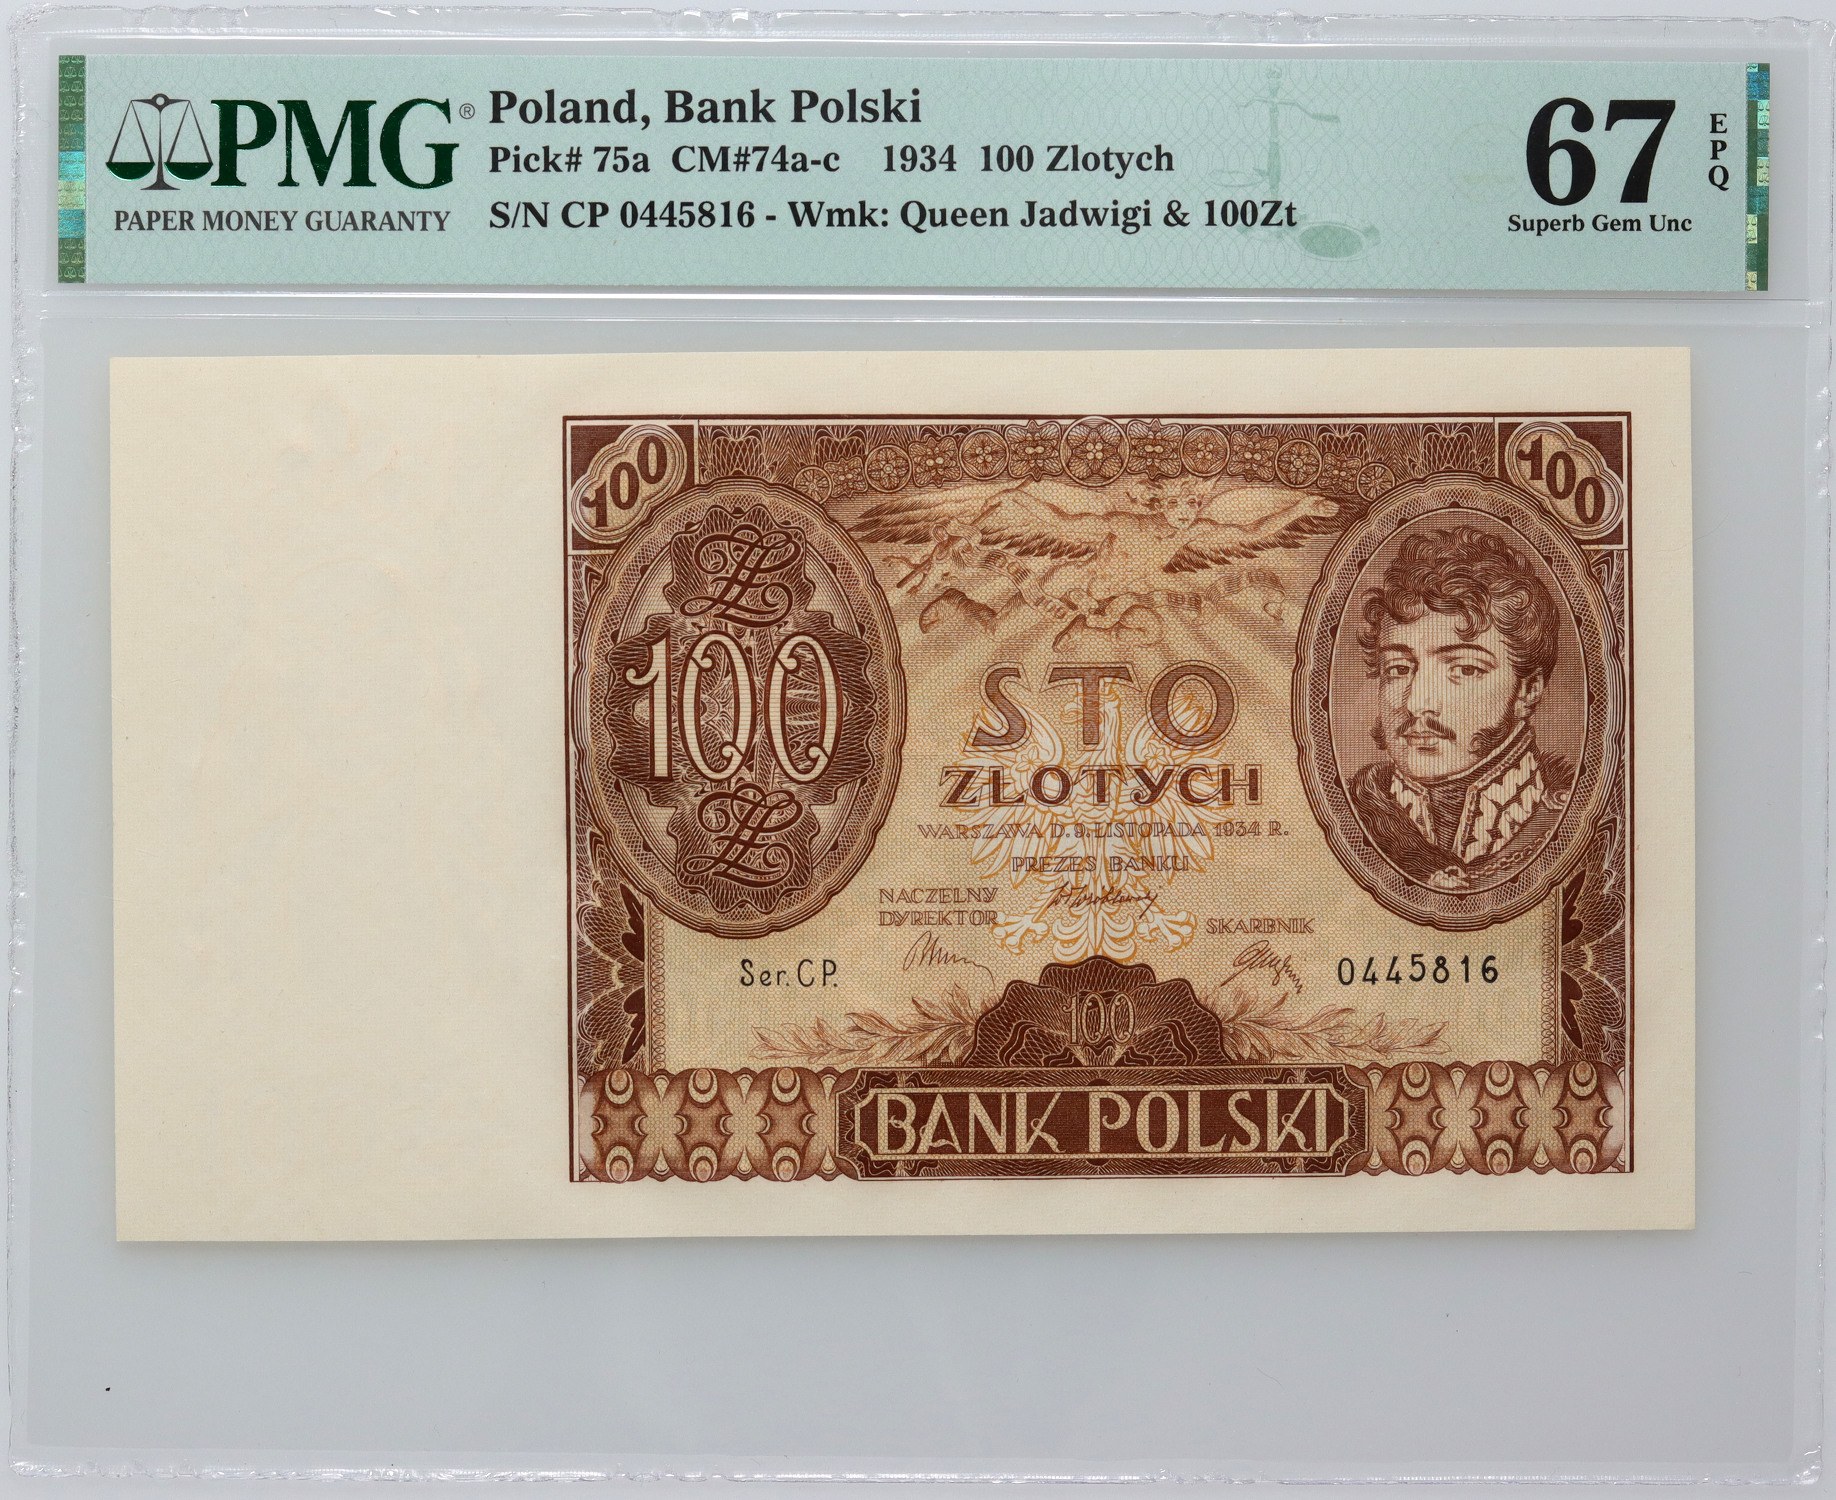 PMG®
PAPER MONEY GUARANTY
Poland, Bank Polski
Pick# 75a CM#74a-c 1934 100 Zlotych
S/N CP 0445816 - Wmk: Queen Jadwigi & 100Zt
67
EPQ
Superb Gem Unc
100
100
100
STO
ZŁOTYCH
WARSZAWA D. 9. LISTOPADA 1934 R.
PREZES BANKU
NACZELNY
DYREKTOR
SKARBNIK
Ser. CP. 0445816
100
BANK POLSKI